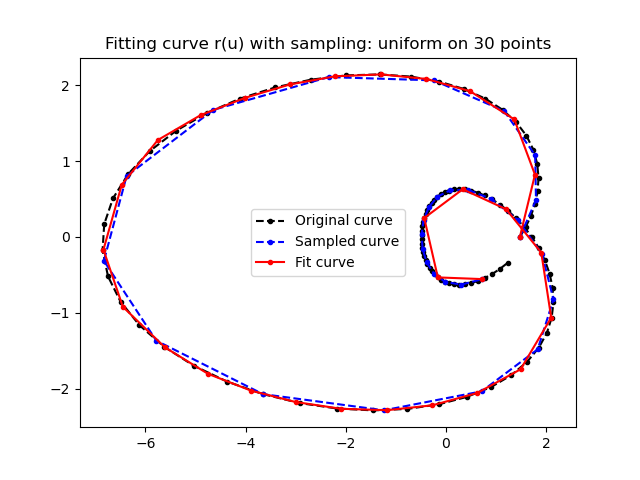 Fitting curve r(u) with sampling: uniform on 30 points
2
1
0
−1
−2
Original curve
Sampled curve
Fit curve
−6 −4 −2 0 2